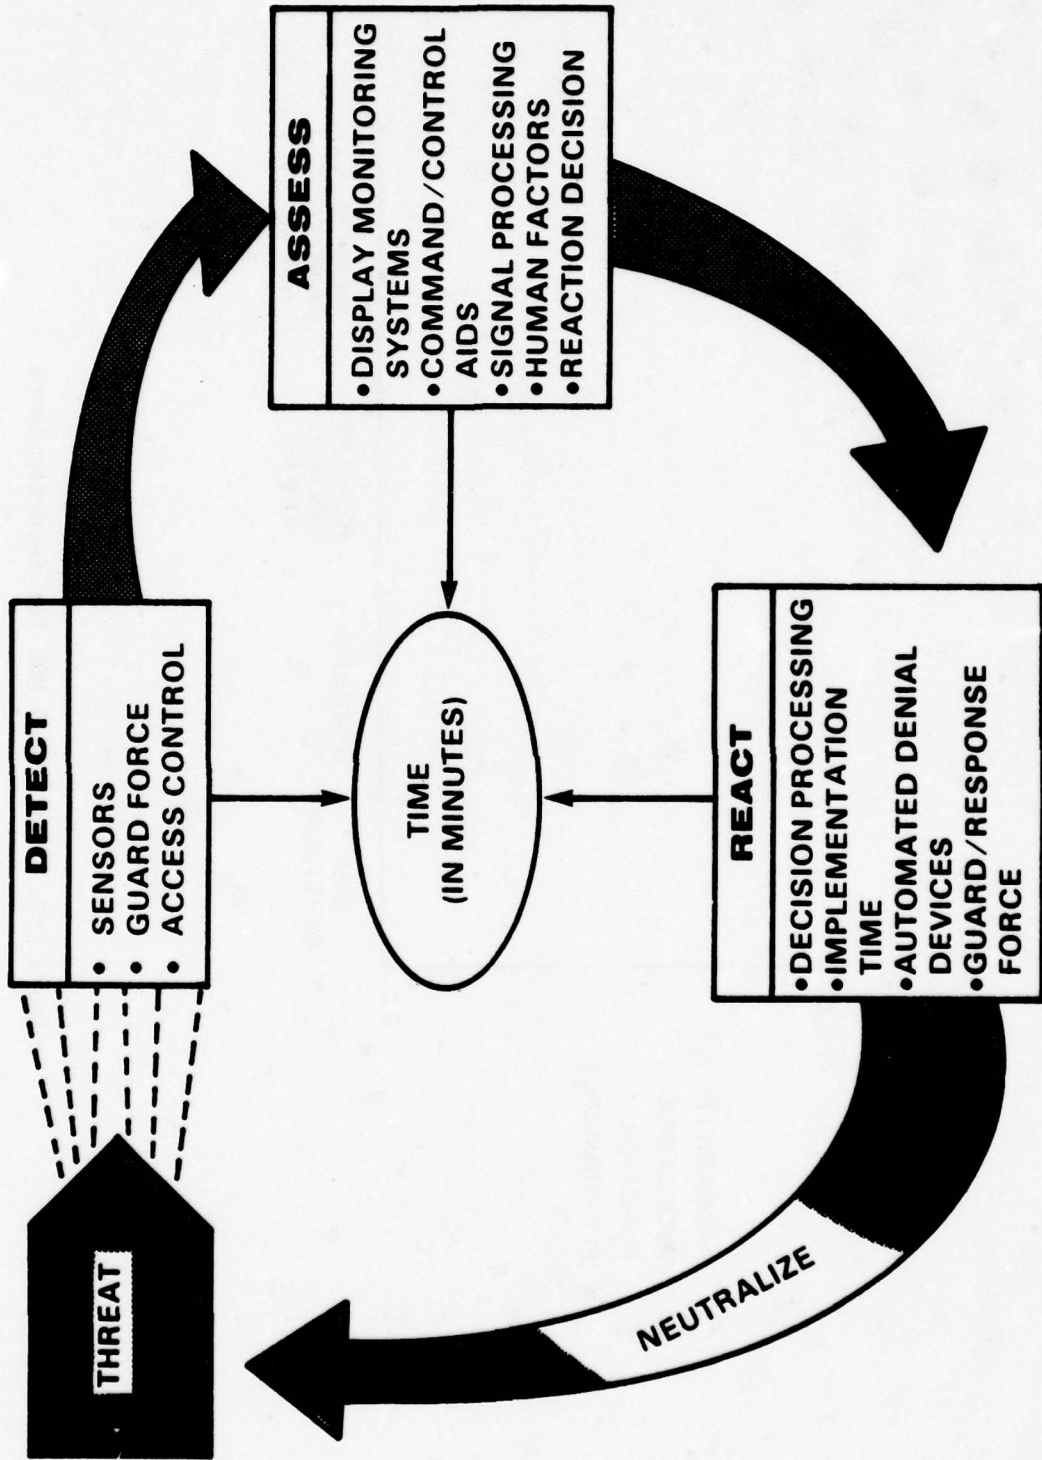 THREAT
DETECT
• SENSORS
• GUARD FORCE
• ACCESS CONTROL
ASSESS
•DISPLAY MONITORING
SYSTEMS
•COMMAND/CONTROL
AIDS
•SIGNAL PROCESSING
•HUMAN FACTORS
•REACTION DECISION
TIME
(IN MINUTES)
REACT
•DECISION PROCESSING
•IMPLEMENTATION
TIME
•AUTOMATED DENIAL
DEVICES
•GUARD/RESPONSE
FORCE
NEUTRALIZE